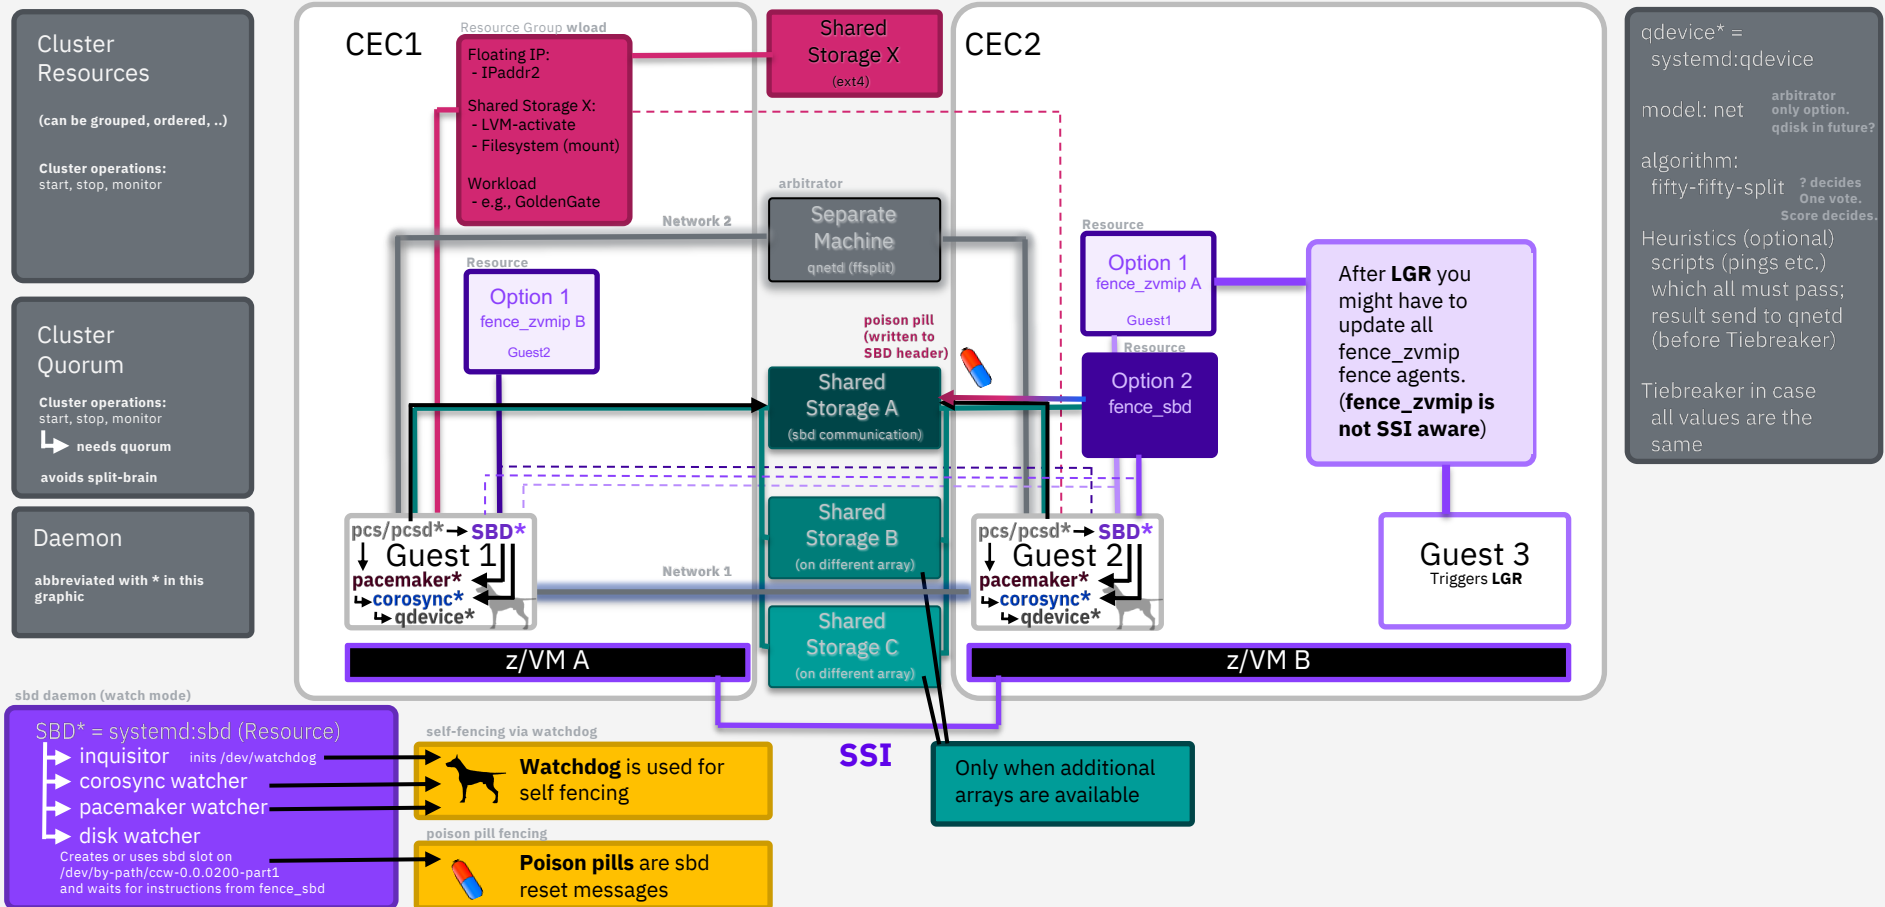 Cluster
Resources
(can be grouped, ordered, ..)
Cluster operations:
start, stop, monitor
Cluster
Quorum
Cluster operations:
start, stop, monitor
needs quorum
avoids split-brain
Daemon
abbreviated with * in this
graphic
CEC1
Resource Group wload
Floating IP:
- IPaddr2
Shared Storage X:
- LVM-activate
- Filesystem (mount)
Workload
- e.g., GoldenGate
Shared
Storage X
(ext4)
CEC2
arbitrator
Separate
Machine
qnetd (ffsplit)
Network 2
Resource
Option 1
fence_zvmip B
Guest2
poison pill
(written to
SBD header)
Shared
Storage A
(sbd communication)
Shared
Storage B
(on different array)
Shared
Storage C
(on different array)
Resource
Option 1
fence_zvmip A
Guest1
Resource
Option 2
fence_sbd
After LGR you
might have to
update all
fence_zvmip
fence agents.
(fence_zvmip is
not SSI aware)
Guest 3
Triggers LGR
pcs/pcsd* SBD*
Guest 1
pacemaker*
corosync*
qdevice*
Network 1
pcs/pcsd* SBD*
Guest 2
pacemaker*
corosync*
qdevice*
z/VM A
z/VM B
SSI
Only when additional
arrays are available
qdevice* =
systemd:qdevice
model: net
arbitrator
only option.
qdisk in future?
algorithm:
fifty-fifty-split
? decides
One vote.
Score decides.
Heuristics (optional)
scripts (pings etc.)
which all must pass;
result send to qnetd
(before Tiebreaker)
Tiebreaker in case
all values are the
same
sbd daemon (watch mode)
SBD* = systemd:sbd (Resource)
inquisitor inits /dev/watchdog
corosync watcher
pacemaker watcher
disk watcher
Creates or uses sbd slot on
/dev/by-path/ccw-0.0.0200-part1
and waits for instructions from fence_sbd
self-fencing via watchdog
Watchdog is used for
self fencing
poison pill fencing
Poison pills are sbd
reset messages